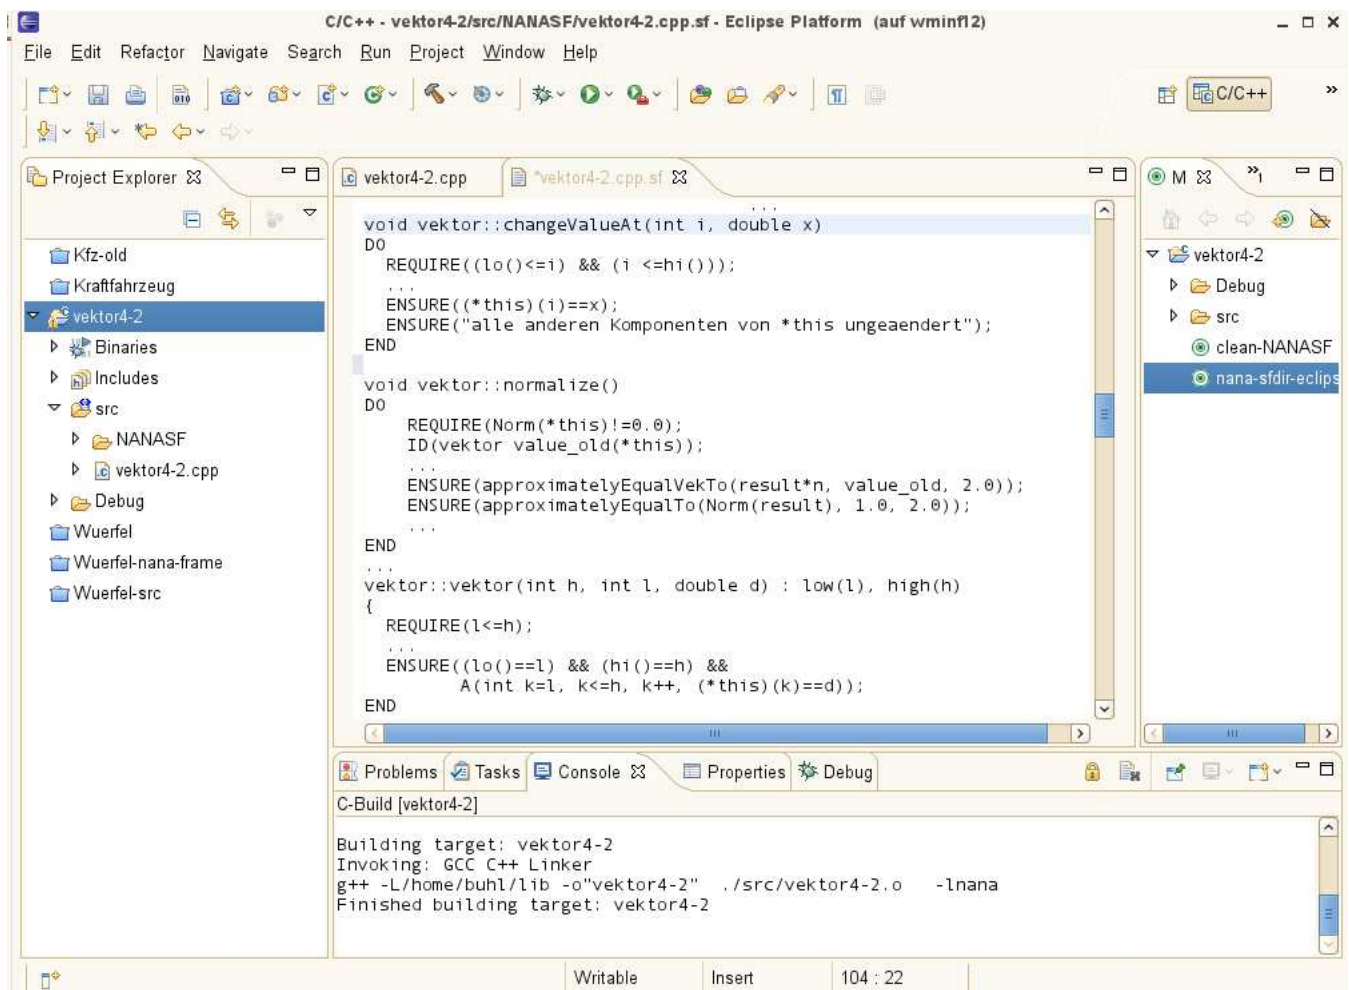 C/C++ - vektor4-2/src/NANASF/vektor4-2.cpp.sf - Eclipse Platform (auf wminf12)
File Edit Refactor Navigate Search Run Project Window Help
C/C++
Project Explorer
Kfz-old
Kraftfahrzeug
vektor4-2
Binaries
Includes
src
NANASF
vektor4-2.cpp
Debug
Wuerfel
Wuerfel-nana-frame
Wuerfel-src
vektor4-2.cpp *vektor4-2.cpp.sf
...
void vektor::changeValueAt(int i, double x)
DO
REQUIRE((lo()<=i) && (i <=hi()));
...
ENSURE((*this)(i)==x);
ENSURE("alle anderen Komponenten von *this ungeaendert");
END
void vektor::normalize()
DO
REQUIRE(Norm(*this)!=0.0);
ID(vektor value_old(*this));
...
ENSURE(approximatelyEqualVekTo(result*n, value_old, 2.0));
ENSURE(approximatelyEqualTo(Norm(result), 1.0, 2.0));
...
END
...
vektor::vektor(int h, int l, double d) : low(l), high(h)
{
REQUIRE(l<=h);
...
ENSURE((lo()==l) && (hi()==h) &&
A(int k=l, k<=h, k++, (*this)(k)==d));
END
M »1
vektor4-2
Debug
src
clean-NANASF
nana-sfdir-eclips
Problems Tasks Console Properties Debug
C-Build [vektor4-2]
Building target: vektor4-2
Invoking: GCC C++ Linker
g++ -L/home/buhl/lib -o"vektor4-2" ./src/vektor4-2.o -lnana
Finished building target: vektor4-2
Writable Insert 104 : 22